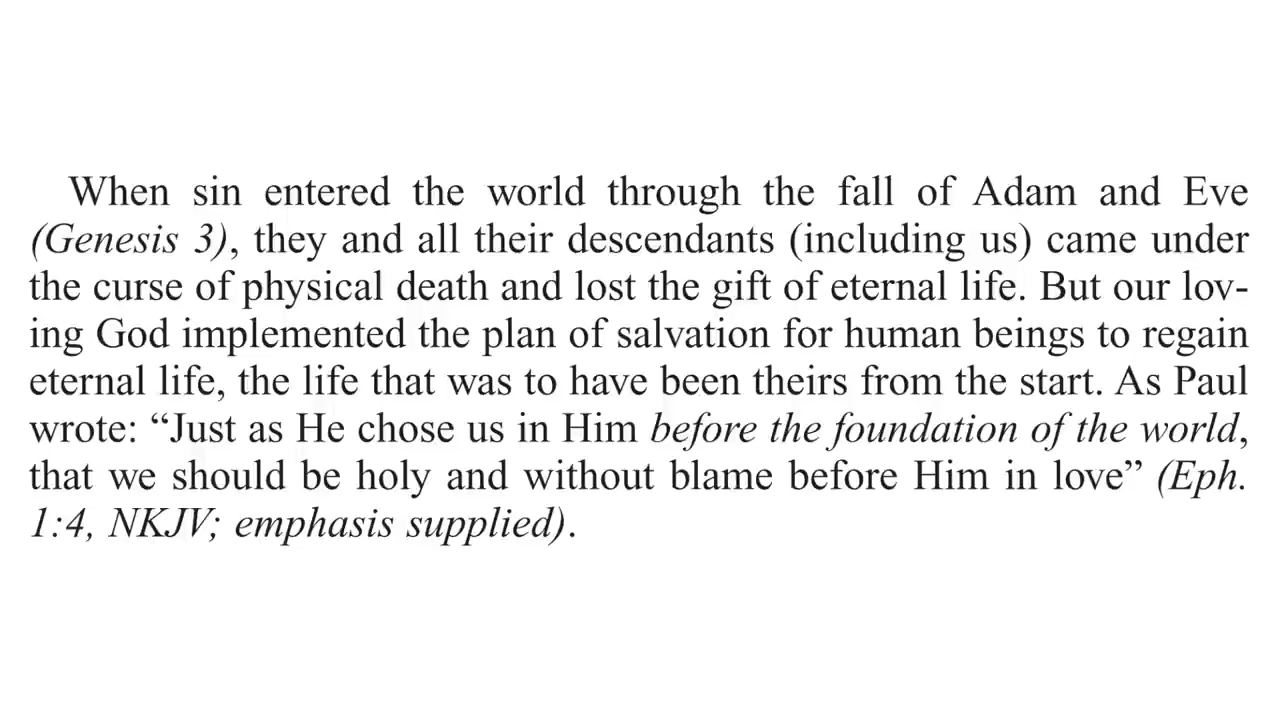 When sin entered the world through the fall of Adam and Eve
(Genesis 3), they and all their descendants (including us) came under
the curse of physical death and lost the gift of eternal life. But our lov-
ing God implemented the plan of salvation for human beings to regain
eternal life, the life that was to have been theirs from the start. As Paul
wrote: “Just as He chose us in Him before the foundation of the world,
that we should be holy and without blame before Him in love” (Eph.
1:4, NKJV; emphasis supplied).